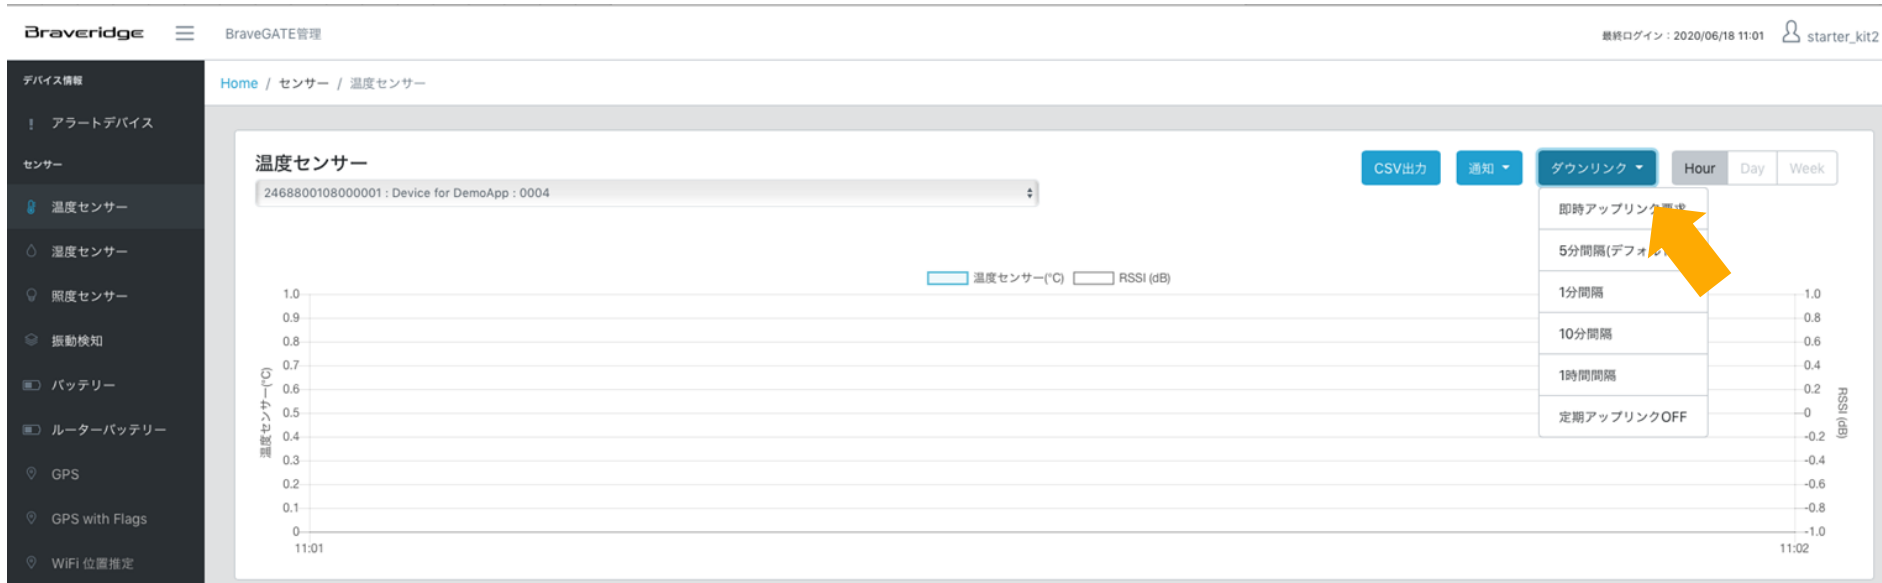 Braveridge
BraveGATE管理
最終ログイン：2020/06/18 11:01
starter_kit2
デバイス情報
アラートデバイス
センサー
温度センサー
湿度センサー
照度センサー
振動検知
バッテリー
ルーターバッテリー
GPS
GPS with Flags
WiFi 位置推定
Home / センサー / 温度センサー
温度センサー
2468800108000001 : Device for DemoApp : 0004
CSV出力
通知
ダウンリンク
Hour
Day
Week
即時アップリンク要求
5分間隔(デフォル
1分間隔
10分間隔
1時間間隔
定期アップリンクOFF
温度センサー(°C)
RSSI (dB)
温度センサー(°C)
1.0
0.9
0.8
0.7
0.6
0.5
0.4
0.3
0.2
0.1
0
11:01
11:02
1.0
0.8
0.6
0.4
0.2
0
-0.2
-0.4
-0.6
-0.8
-1.0
RSSI (dB)